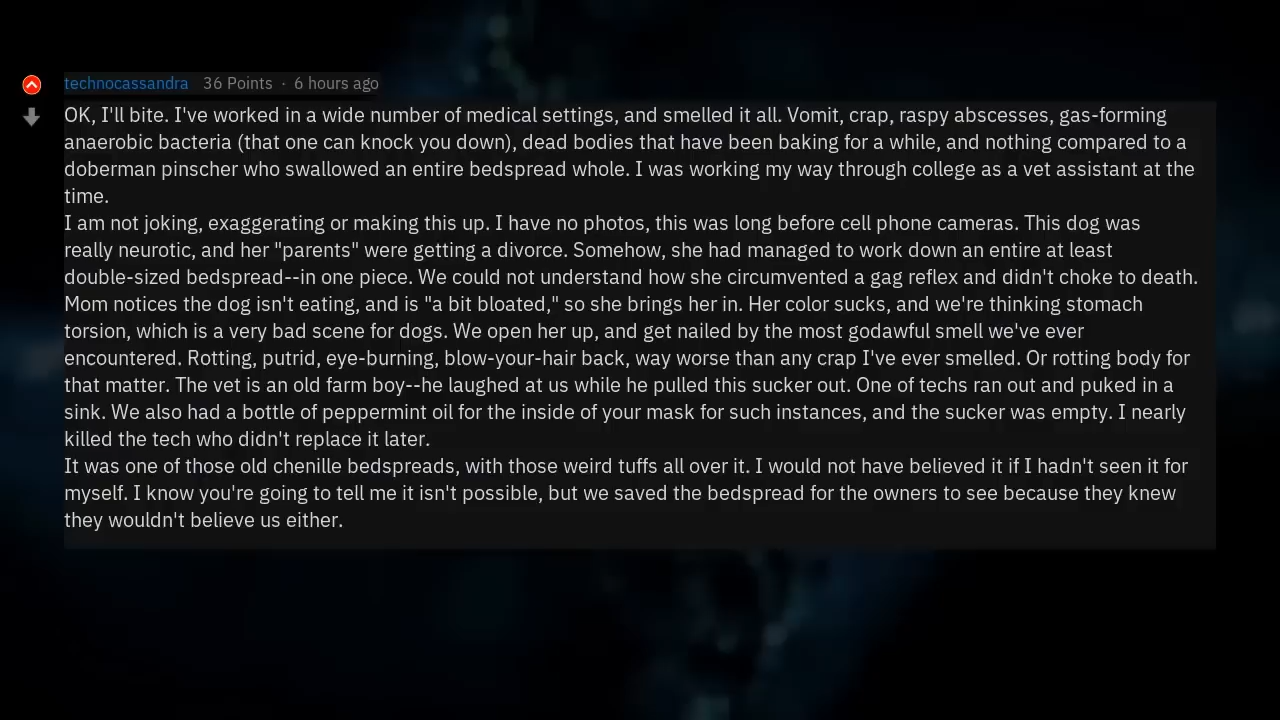 technocassandra 36 Points · 6 hours ago
OK, I'll bite. I've worked in a wide number of medical settings, and smelled it all. Vomit, crap, raspy abscesses, gas-forming
anaerobic bacteria (that one can knock you down), dead bodies that have been baking for a while, and nothing compared to a
doberman pinscher who swallowed an entire bedspread whole. I was working my way through college as a vet assistant at the
time.
I am not joking, exaggerating or making this up. I have no photos, this was long before cell phone cameras. This dog was
really neurotic, and her "parents" were getting a divorce. Somehow, she had managed to work down an entire at least
double-sized bedspread--in one piece. We could not understand how she circumvented a gag reflex and didn't choke to death.
Mom notices the dog isn't eating, and is "a bit bloated," so she brings her in. Her color sucks, and we're thinking stomach
torsion, which is a very bad scene for dogs. We open her up, and get nailed by the most godawful smell we've ever
encountered. Rotting, putrid, eye-burning, blow-your-hair back, way worse than any crap I've ever smelled. Or rotting body for
that matter. The vet is an old farm boy--he laughed at us while he pulled this sucker out. One of techs ran out and puked in a
sink. We also had a bottle of peppermint oil for the inside of your mask for such instances, and the sucker was empty. I nearly
killed the tech who didn't replace it later.
It was one of those old chenille bedspreads, with those weird tuffs all over it. I would not have believed it if I hadn't seen it for
myself. I know you're going to tell me it isn't possible, but we saved the bedspread for the owners to see because they knew
they wouldn't believe us either.